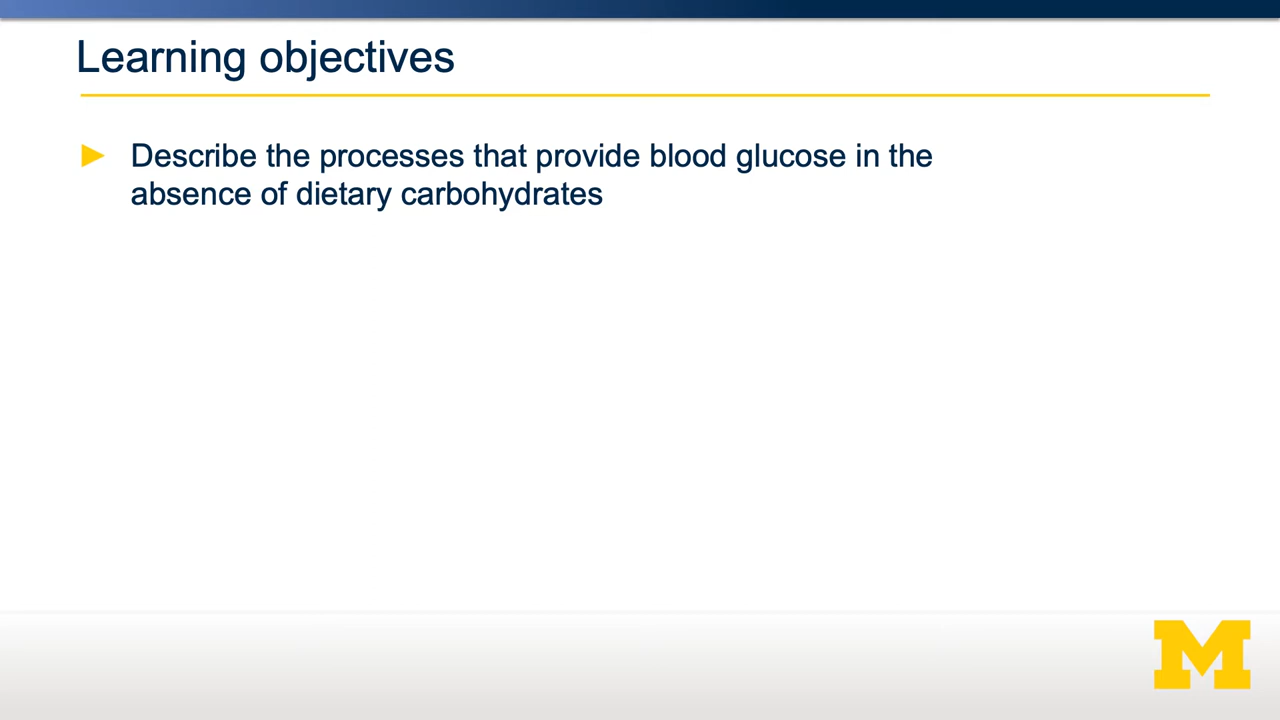 Learning objectives
Describe the processes that provide blood glucose in the
absence of dietary carbohydrates
M